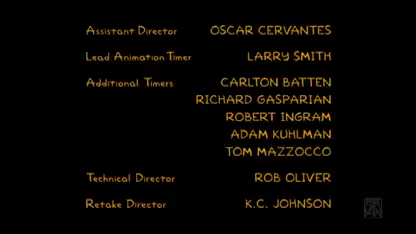 Assistant Director OSCAR CERVANTES
Lead Animation Timer LARRY SMITH
Additional Timers CARLTON BATTEN
RICHARD GASPARIAN
ROBERT INGRAM
ADAM KUHLMAN
TOM MAZZOCCO
Technical Director ROB OLIVER
Retake Director K.C. JOHNSON
FOX